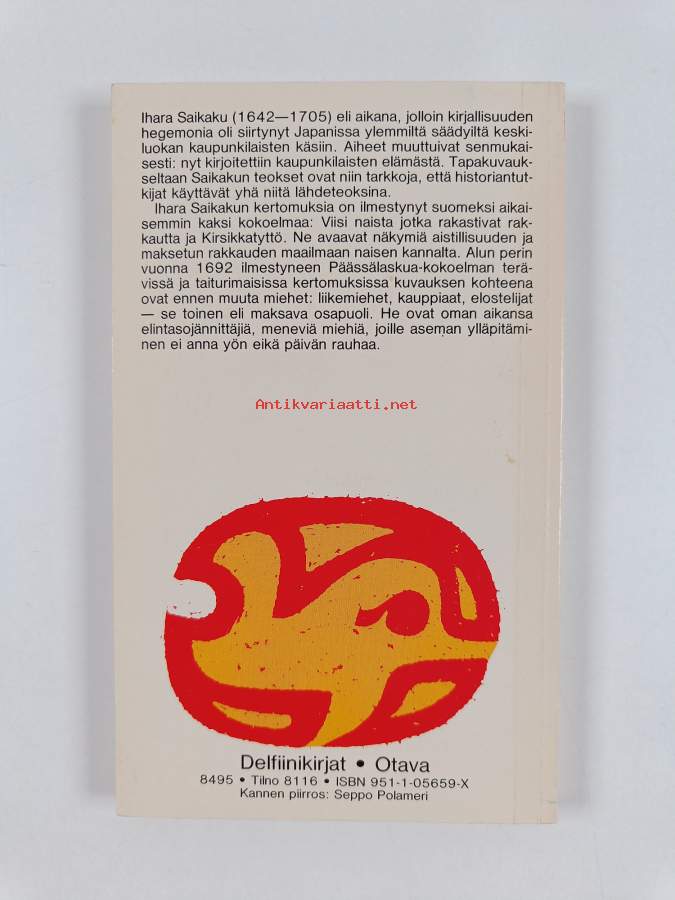 Ihara Saikaku (1642—1705) eli aikana, jolloin kirjallisuuden
hegemonia oli siirtynyt Japanissa ylemmiltä säädyiltä keski-
luokan kaupunkilaisten käsiin. Aiheet muuttuivat senmukai-
sesti: nyt kirjoitettiin kaupunkilaisten elämästä. Tapakuvauk-
seltaan Saikakun teokset ovat niin tarkkoja, että historiantut-
kijat käyttävät yhä niitä lähdeteoksina.
Ihara Saikakun kertomuksia on ilmestynyt suomeksi aikai-
semmin kaksi kokoelmaa: Viisi naista jotka rakastivat rak-
kautta ja Kirsikkatyttö. Ne avaavat näkymiä aistillisuuden ja
maksetun rakkauden maailmaan naisen kannalta. Alun perin
vuonna 1692 ilmestyneen Päässälaskua-kokoelman terä-
vissä ja taiturimaisissa kertomuksissa kuvauksen kohteena
ovat ennen muuta miehet: liikemiehet, kauppiaat, elostelijat
— se toinen eli maksava osapuoli. He ovat oman aikansa
elintasojännittäjiä, meneviä miehiä, joille aseman ylläpitämi-
nen ei anna yön eikä päivän rauhaa.
Antikvariaatti.net
Delfiinikirjat • Otava
8495 • Tilno 8116 • ISBN 951-1-05659-X
Kannen piirros: Seppo Polameri